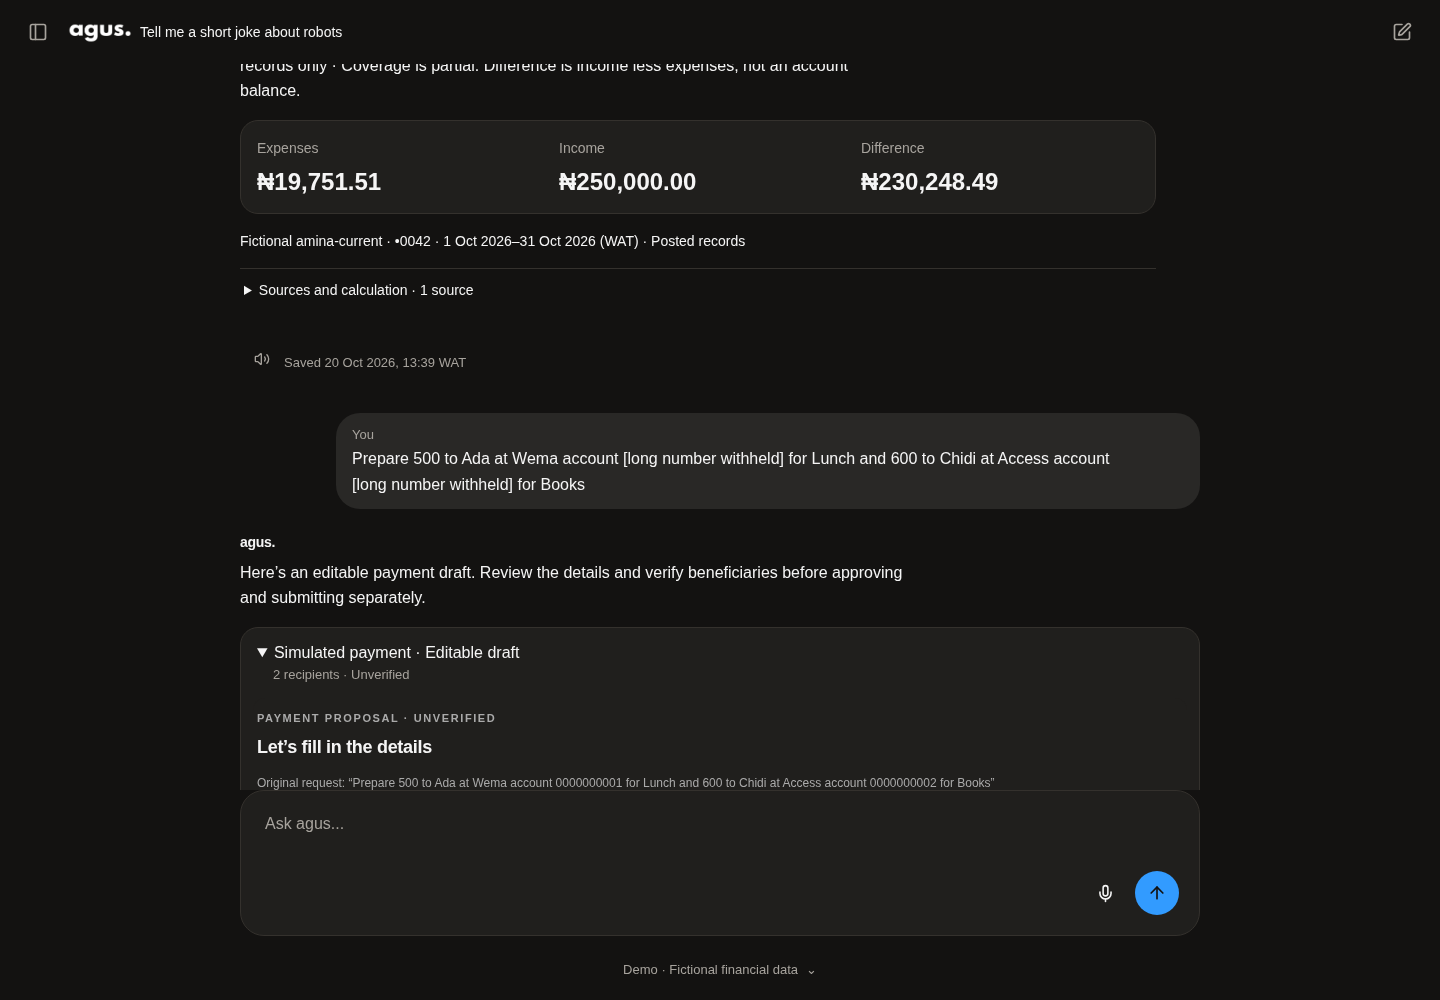 agus. Tell me a short joke about robots
records only · Coverage is partial. Difference is income less expenses, not an account
balance.
Expenses Income Difference
₦19,751.51 ₦250,000.00 ₦230,248.49
Fictional amina-current · •0042 · 1 Oct 2026–31 Oct 2026 (WAT) · Posted records
Sources and calculation · 1 source
Saved 20 Oct 2026, 13:39 WAT
You
Prepare 500 to Ada at Wema account [long number withheld] for Lunch and 600 to Chidi at Access account
[long number withheld] for Books
agus.
Here’s an editable payment draft. Review the details and verify beneficiaries before approving
and submitting separately.
Simulated payment · Editable draft
2 recipients · Unverified
PAYMENT PROPOSAL · UNVERIFIED
Let’s fill in the details
Original request: “Prepare 500 to Ada at Wema account 0000000001 for Lunch and 600 to Chidi at Access account 0000000002 for Books”
Ask agus...
Demo · Fictional financial data